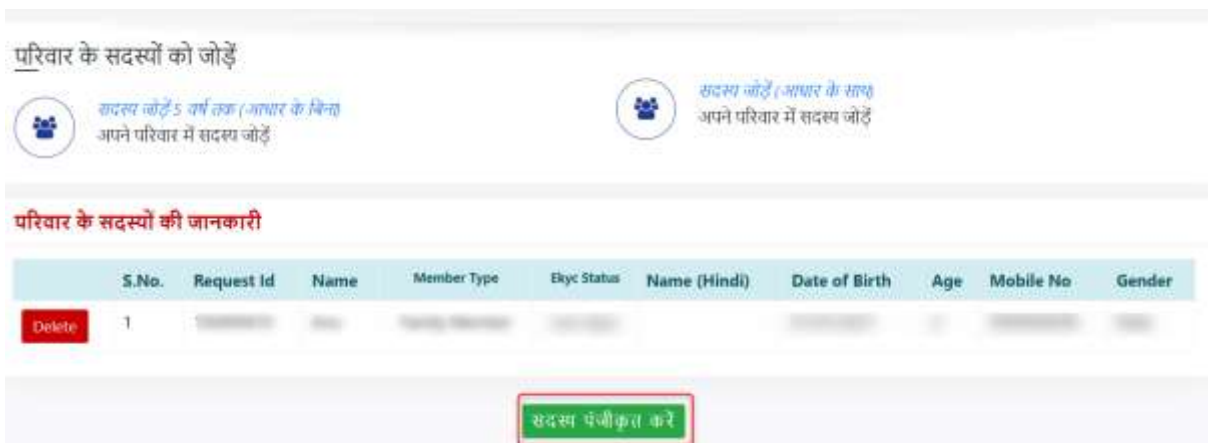 परिवार के सदस्यों को जोड़ें
सदस्य जोड़ें 5 वर्ष तक (आधार के बिना)
अपने परिवार में सदस्य जोड़ें
सदस्य जोड़ें (आधार के साथ)
अपने परिवार में सदस्य जोड़ें
परिवार के सदस्यों की जानकारी
S.No. Request Id Name Member Type Ekyc Status Name (Hindi) Date of Birth Age Mobile No Gender
Delete 1
सदस्य पंजीकृत करें